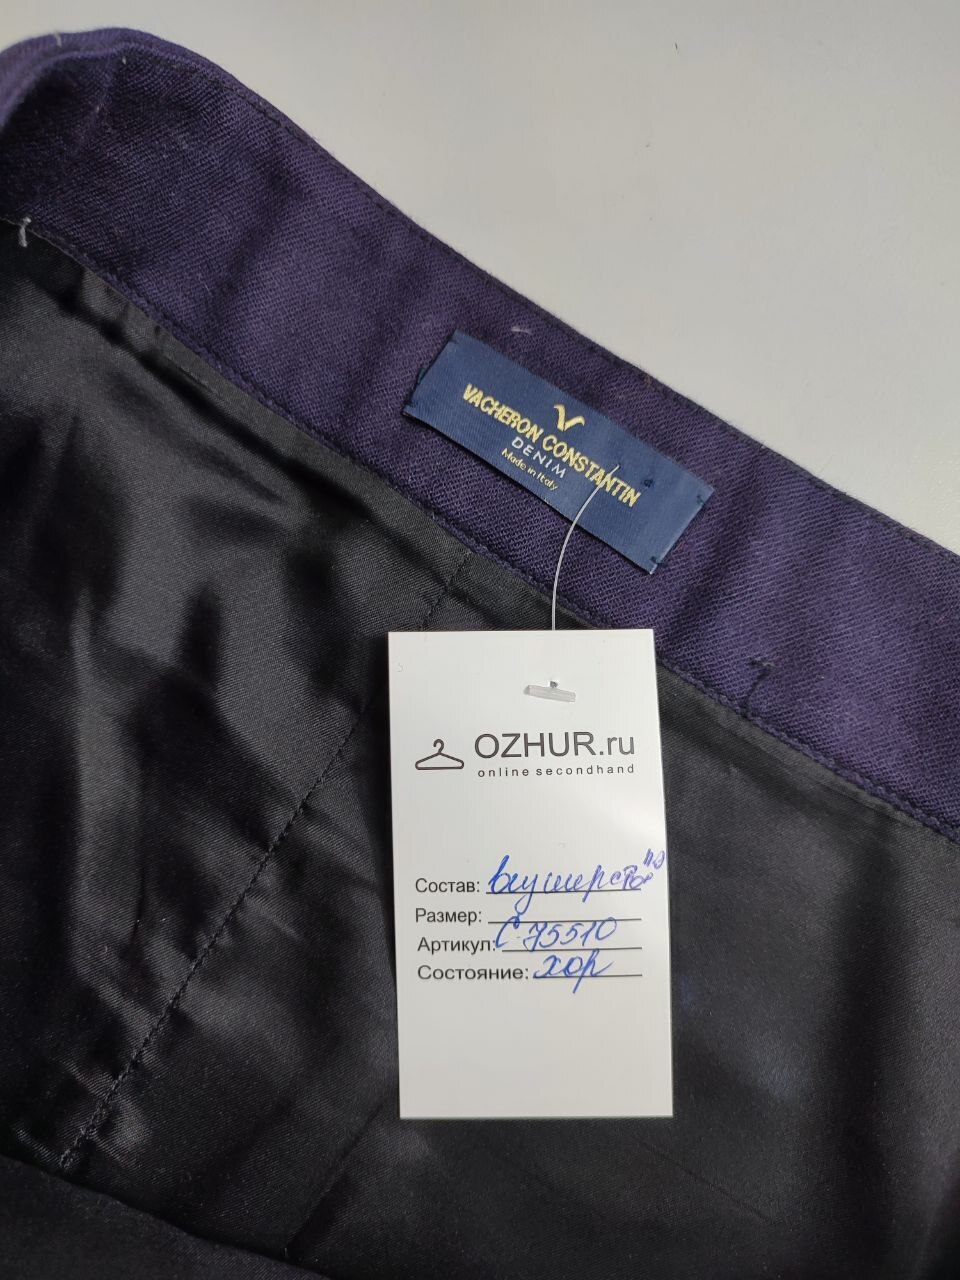 VACHERON CONSTANTIN
DENIM
Made in Italy
OZHUR.ru
online secondhand
Состав:
Размер:
Артикул: С-75510
Состояние: хор